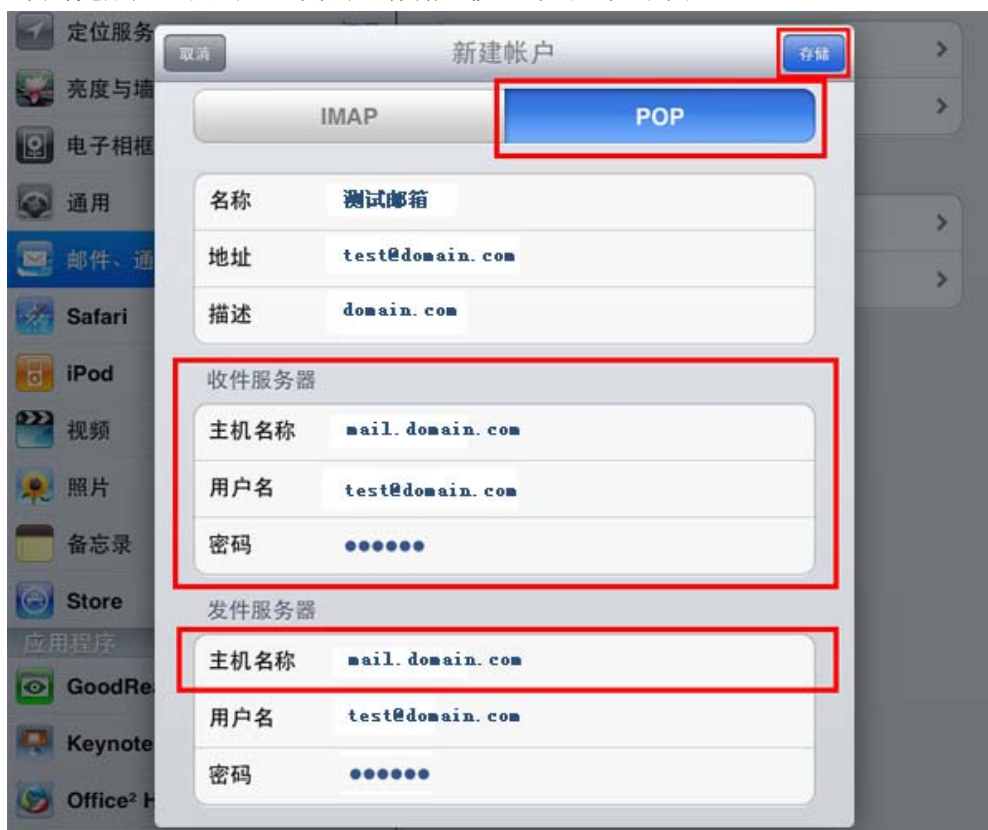 定位服务
取消
新建帐户
存储
亮度与墙
IMAP
POP
电子相框
通用
名称 测试邮箱
邮件、通
地址 test@domain.com
Safari
描述 domain.com
iPod
收件服务器
视频
主机名称 mail.domain.com
照片
用户名 test@domain.com
备忘录
密码 ●●●●●●
Store
发件服务器
应用程序
主机名称 mail.domain.com
GoodRe
用户名 test@domain.com
Keynote
密码 ●●●●●●
Office² H